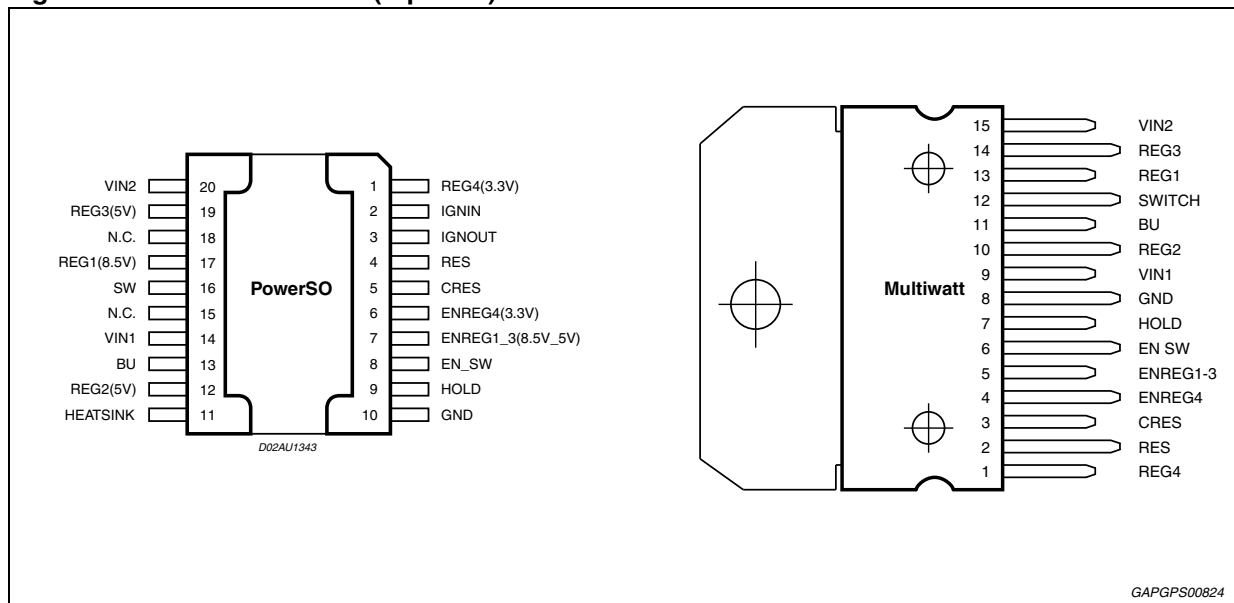 VIN2 20 1 REG4(3.3V)
REG3(5V) 19 2 IGNIN
N.C. 18 3 IGNOUT
REG1(8.5V) 17 4 RES
SW 16 PowerSO 5 CRES
N.C. 15 6 ENREG4(3.3V)
VIN1 14 7 ENREG1_3(8.5V_5V)
BU 13 8 EN_SW
REG2(5V) 12 9 HOLD
HEATSINK 11 10 GND
D02AU1343
15 VIN2
14 REG3
13 REG1
12 SWITCH
11 BU
10 REG2
Multiwatt 9 VIN1
8 GND
7 HOLD
6 EN SW
5 ENREG1-3
4 ENREG4
3 CRES
2 RES
1 REG4
GAPGPS00824